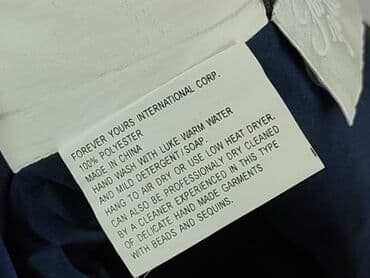 FOREVER YOURS INTERNATIONAL CORP.
100% POLYESTER
MADE IN CHINA
HAND WASH WITH LUKE WARM WATER
AND MILD DETERGENT/SOAP.
HANG TO AIR DRY OR USE LOW HEAT DRYER.
CAN ALSO BE PROFESSIONALY DRY CLEANED
BY A CLEANER EXPERIENCED IN THIS TYPE
OF DELICATE HAND MADE GARMENTS
WITH BEADS AND SEQUINS.